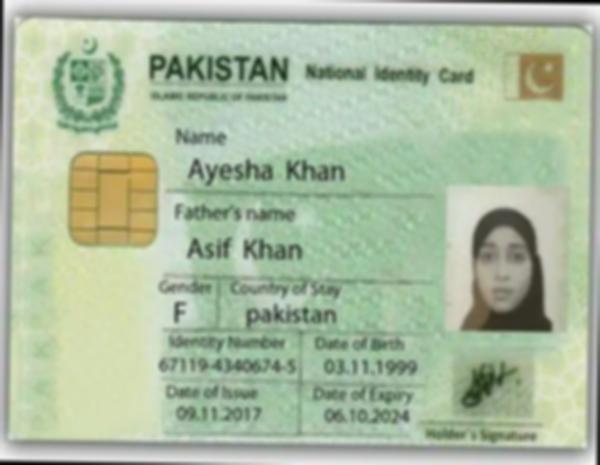 PAKISTAN National Identity Card
ISLAMIC REPUBLIC OF PAKISTAN
Name
Ayesha Khan
Father's name
Asif Khan
Gender Country of Stay
F pakistan
Identity Number Date of Birth
67119-4340674-5 03.11.1999
Date of Issue Date of Expiry
09.11.2017 06.10.2024
Holder's Signature